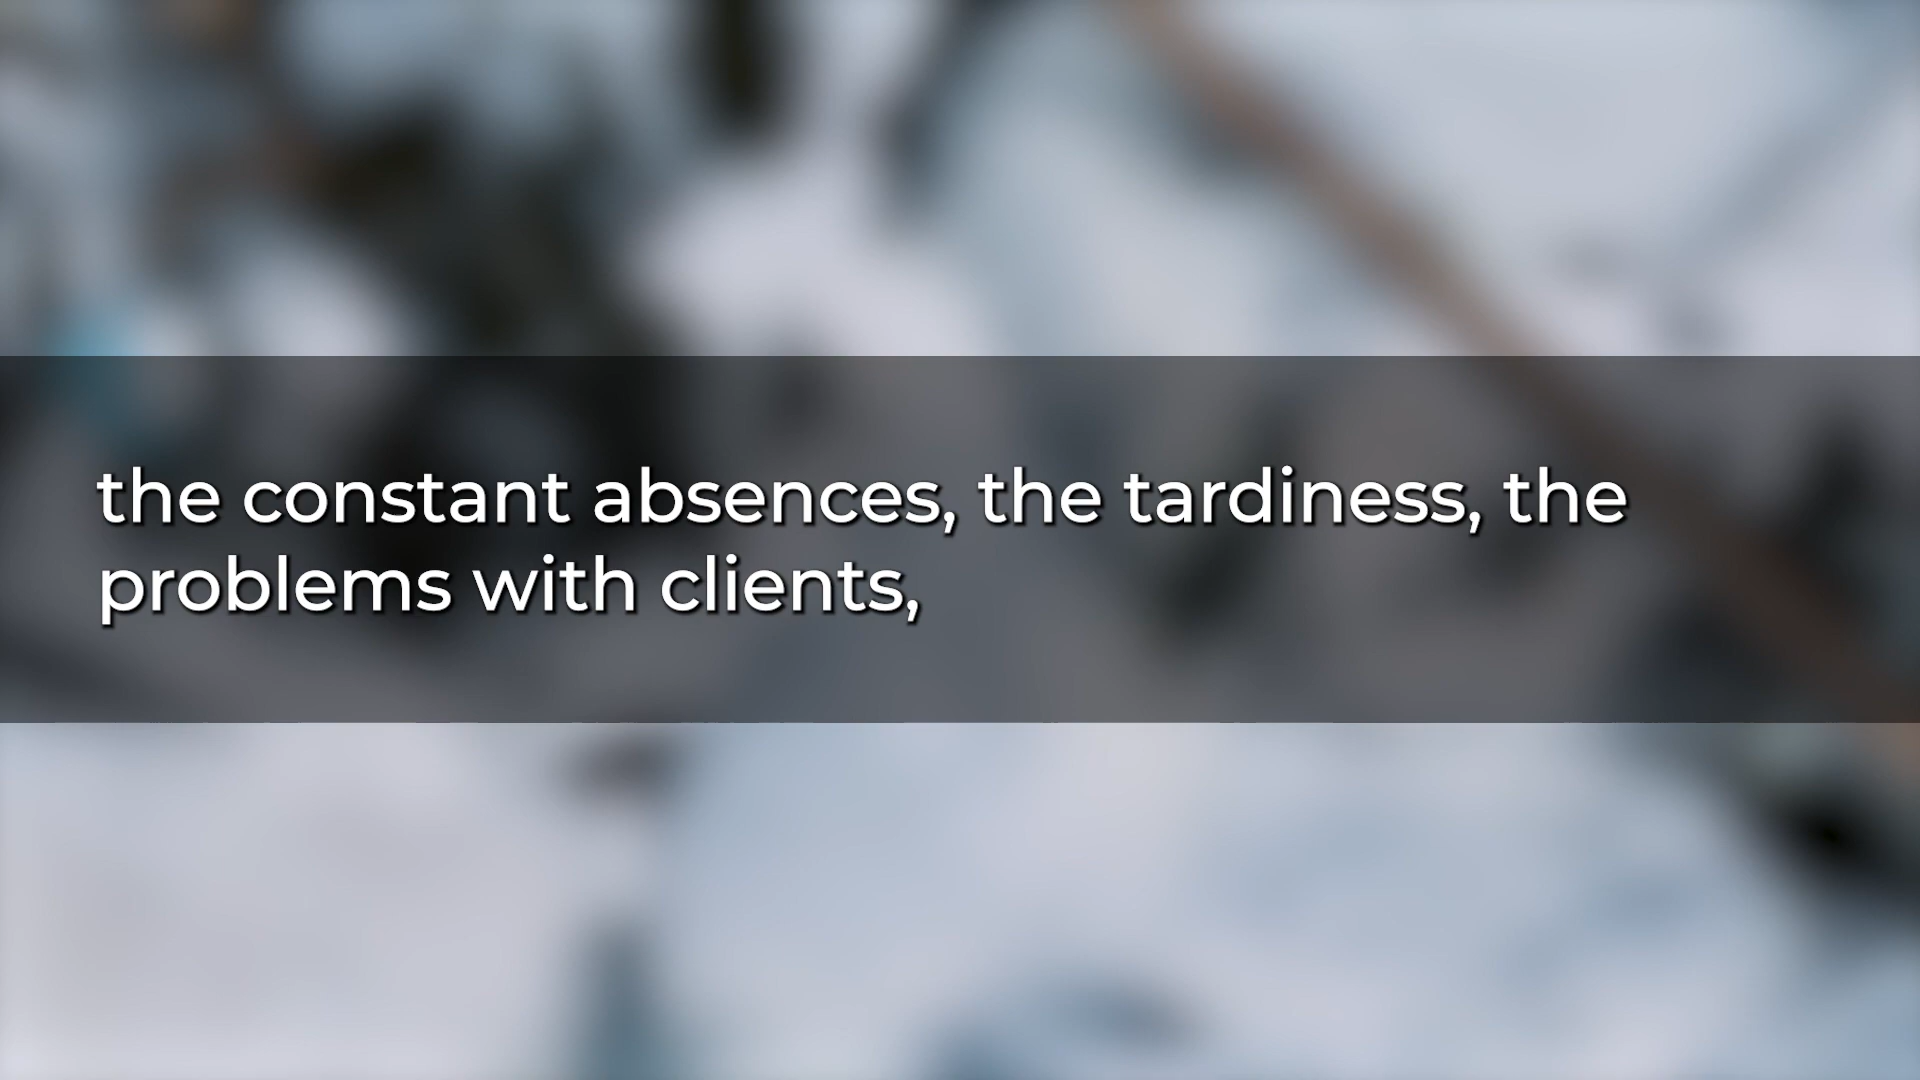 the constant absences, the tardiness, the
problems with clients,